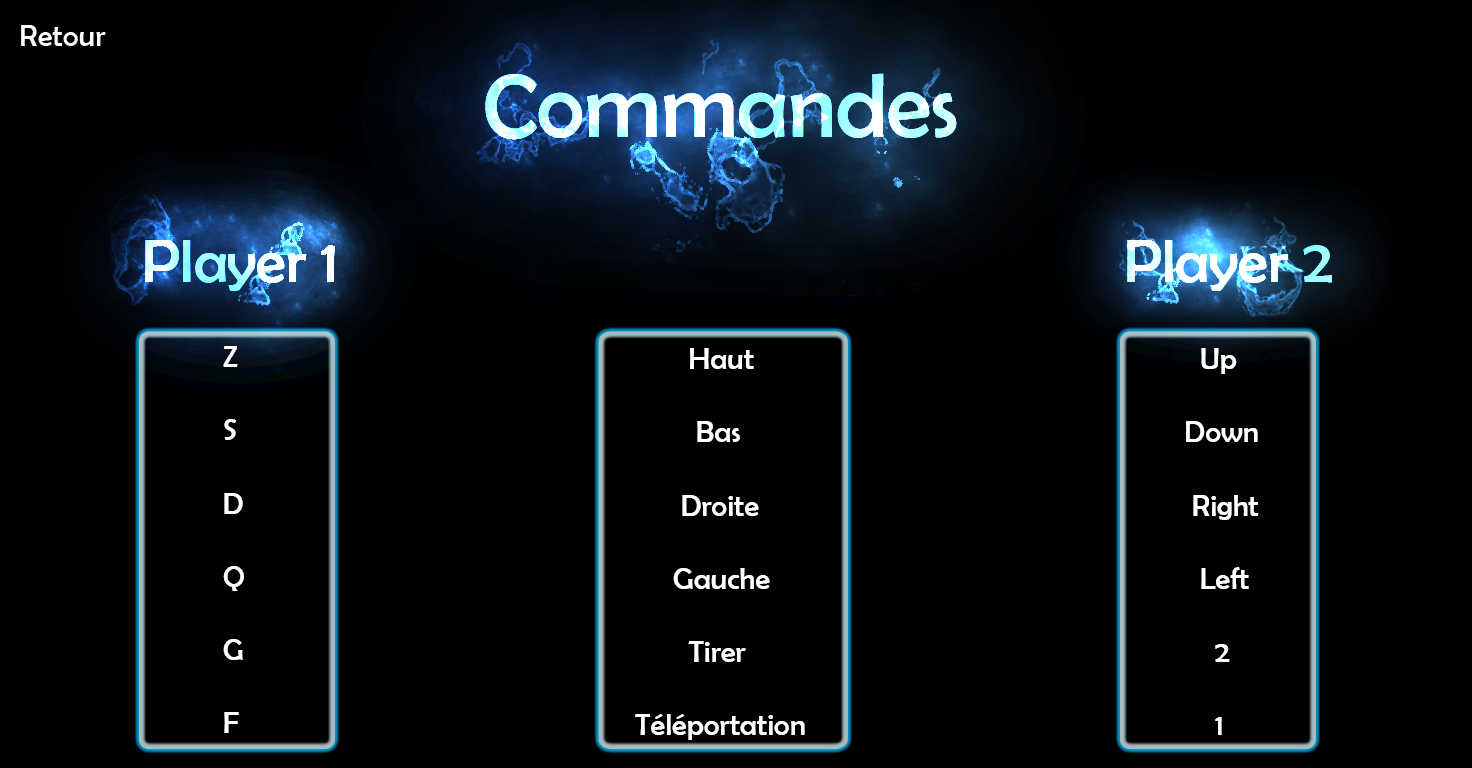 Retour
Commandes
Player 1
Player 2
Z
Haut
Up
S
Bas
Down
D
Droite
Right
Q
Gauche
Left
G
Tirer
2
F
Téléportation
1